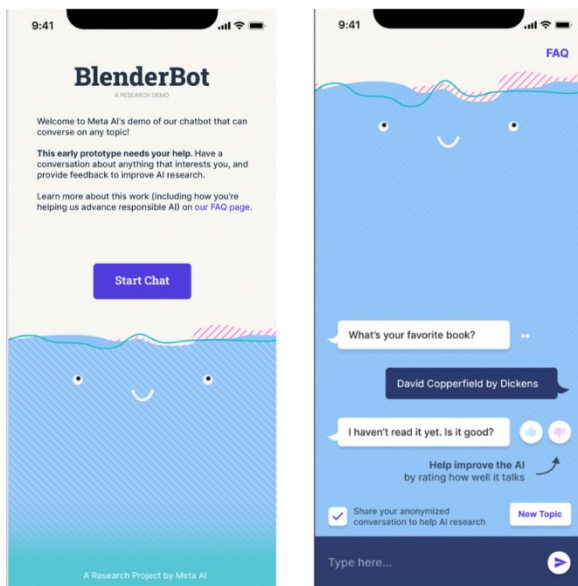 9:41
BlenderBot
A RESEARCH DEMO
Welcome to Meta AI's demo of our chatbot that can
converse on any topic!
This early prototype needs your help. Have a
conversation about anything that interests you, and
provide feedback to improve AI research.
Learn more about this work (including how you're
helping us advance responsible AI) on our FAQ page.
Start Chat
A Research Project by Meta AI
9:41
FAQ
What's your favorite book?
David Copperfield by Dickens
I haven't read it yet. Is it good?
Help improve the AI
by rating how well it talks
Share your anonymized
conversation to help AI research
New Topic
Type here...